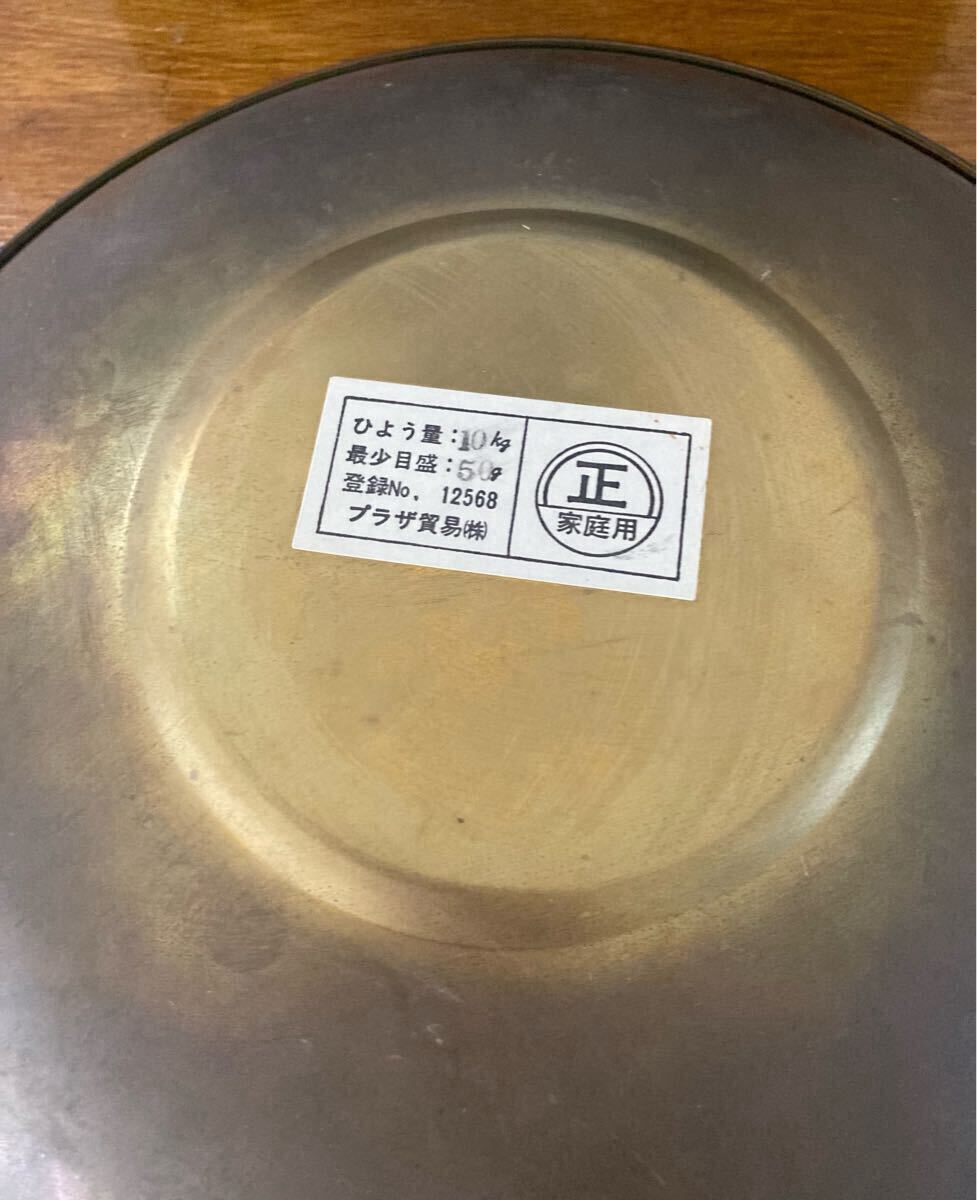 ひよう量:10kg
最少目盛:50g
登録No. 12568
プラザ貿易㈱
正
家庭用